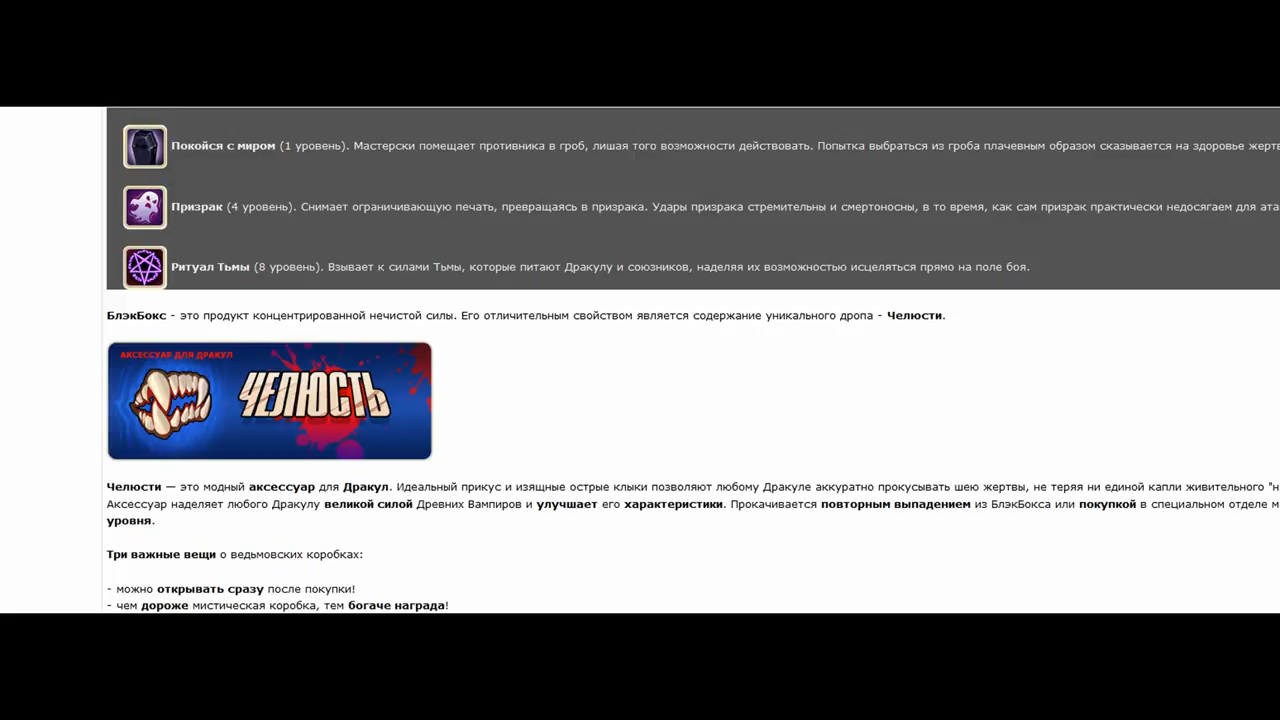 Покойся с миром (1 уровень). Мастерски помещает противника в гроб, лишая того возможности действовать. Попытка выбраться из гроба плачевным образом сказывается на здоровье жерт
Призрак (4 уровень). Снимает ограничивающую печать, превращаясь в призрака. Удары призрака стремительны и смертоносны, в то время, как сам призрак практически недосягаем для ата
Ритуал Тьмы (8 уровень). Взывает к силами Тьмы, которые питают Дракулу и союзников, наделяя их возможностью исцеляться прямо на поле боя.
БлэкБокс - это продукт концентрированной нечистой силы. Его отличительным свойством является содержание уникального дропа - Челюсти.
АКСЕССУАР ДЛЯ ДРАКУЛ
ЧЕЛЮСТЬ
Челюсти — это модный аксессуар для Дракул. Идеальный прикус и изящные острые клыки позволяют любому Дракуле аккуратно прокусывать шею жертвы, не теряя ни единой капли живительного "н
Аксессуар наделяет любого Дракулу великой силой Древних Вампиров и улучшает его характеристики. Прокачивается повторным выпадением из БлэкБокса или покупкой в специальном отделе м
уровня.
Три важные вещи о ведьмовских коробках:
- можно открывать сразу после покупки!
- чем дороже мистическая коробка, тем богаче награда!